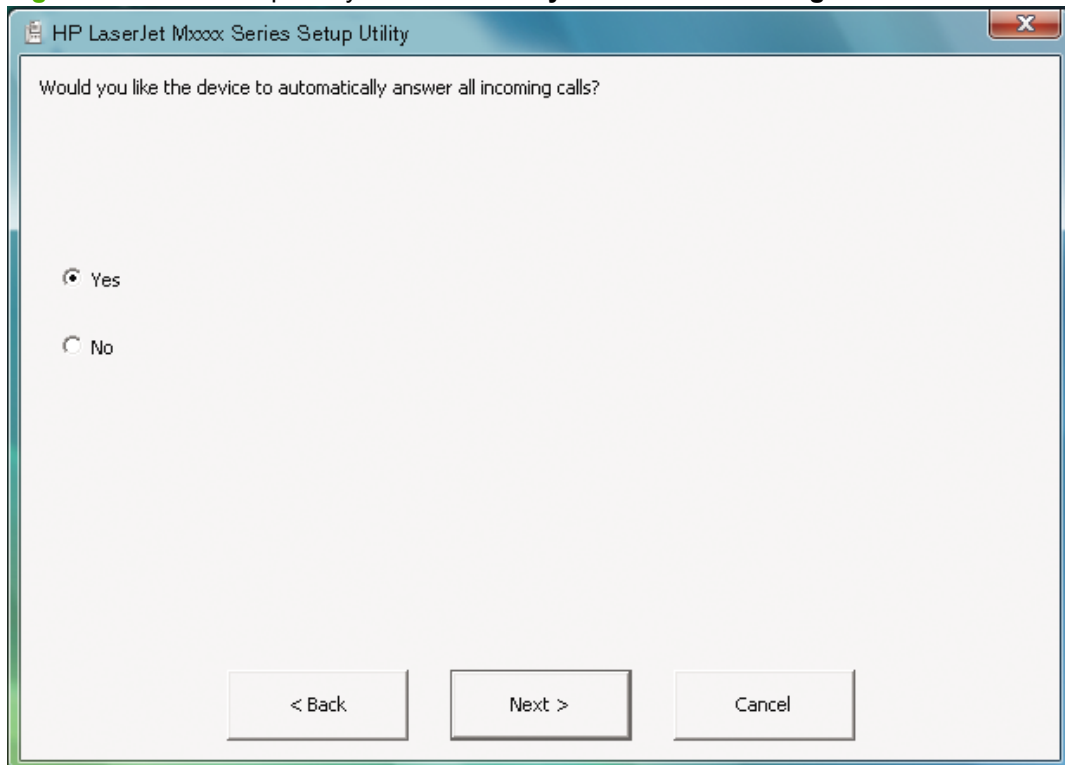 HP LaserJet Mxxxx Series Setup Utility
X
Would you like the device to automatically answer all incoming calls?
Yes
No
< Back
Next >
Cancel